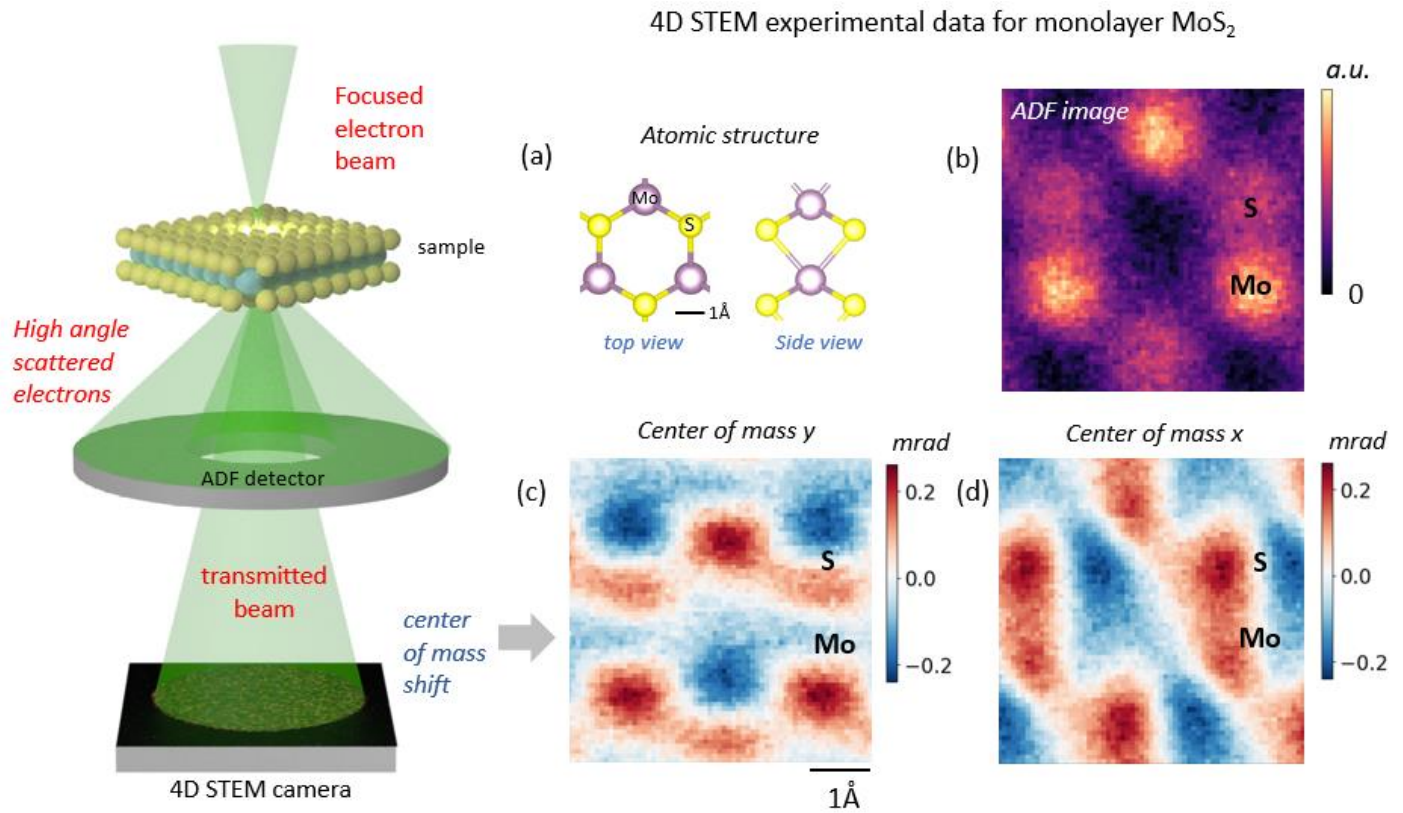 4D STEM experimental data for monolayer MoS₂
Focused
electron
beam
sample
High angle
scattered
electrons
ADF detector
transmitted
beam
center
of mass
shift
4D STEM camera
(a)
Atomic structure
Mo
S
1Å
top view
Side view
(b)
ADF image
a.u.
S
Mo
0
(c)
Center of mass y
mrad
0.2
0.0
−0.2
S
Mo
1Å
(d)
Center of mass x
mrad
0.2
0.0
−0.2
S
Mo